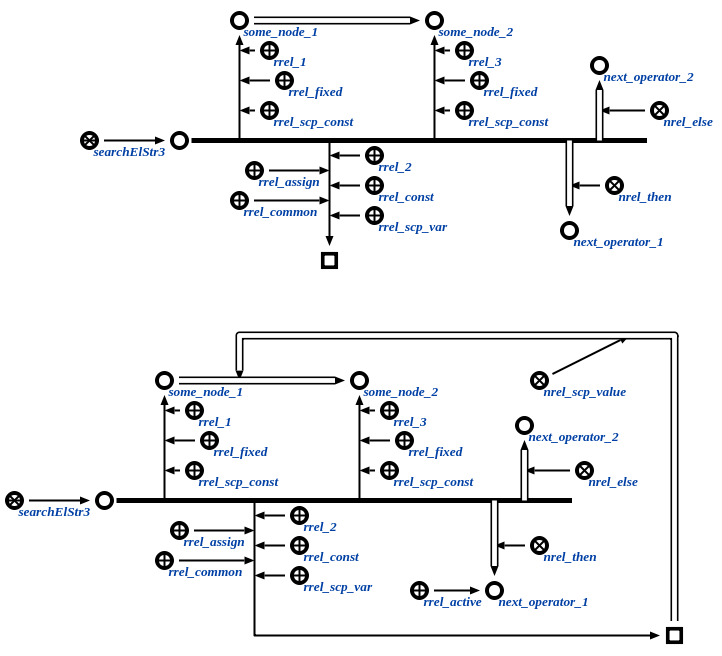 some_node_1 some_node_2
rrel_1 rrel_3
next_operator_2
rrel_fixed rrel_fixed
rrel_scp_const rrel_scp_const nrel_else
searchElStr3
rrel_2
rrel_assign
rrel_const nrel_then
rrel_common
rrel_scp_var
next_operator_1
some_node_1 some_node_2 nrel_scp_value
rrel_1 rrel_3
next_operator_2
rrel_fixed rrel_fixed
rrel_scp_const rrel_scp_const nrel_else
searchElStr3
rrel_2
rrel_assign
rrel_const nrel_then
rrel_common
rrel_scp_var
rrel_active next_operator_1